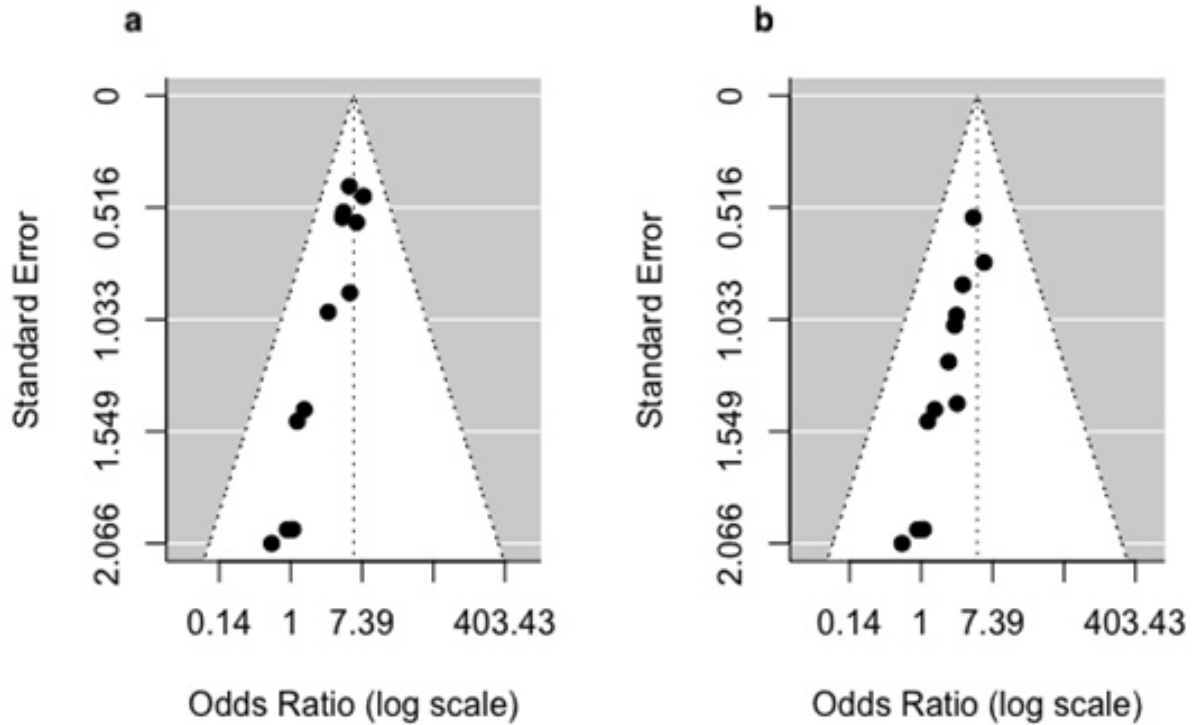 a
0
0.516
1.033
1.549
2.066
Standard Error
0.14 1 7.39 403.43
Odds Ratio (log scale)
b
0
0.516
1.033
1.549
2.066
Standard Error
0.14 1 7.39 403.43
Odds Ratio (log scale)